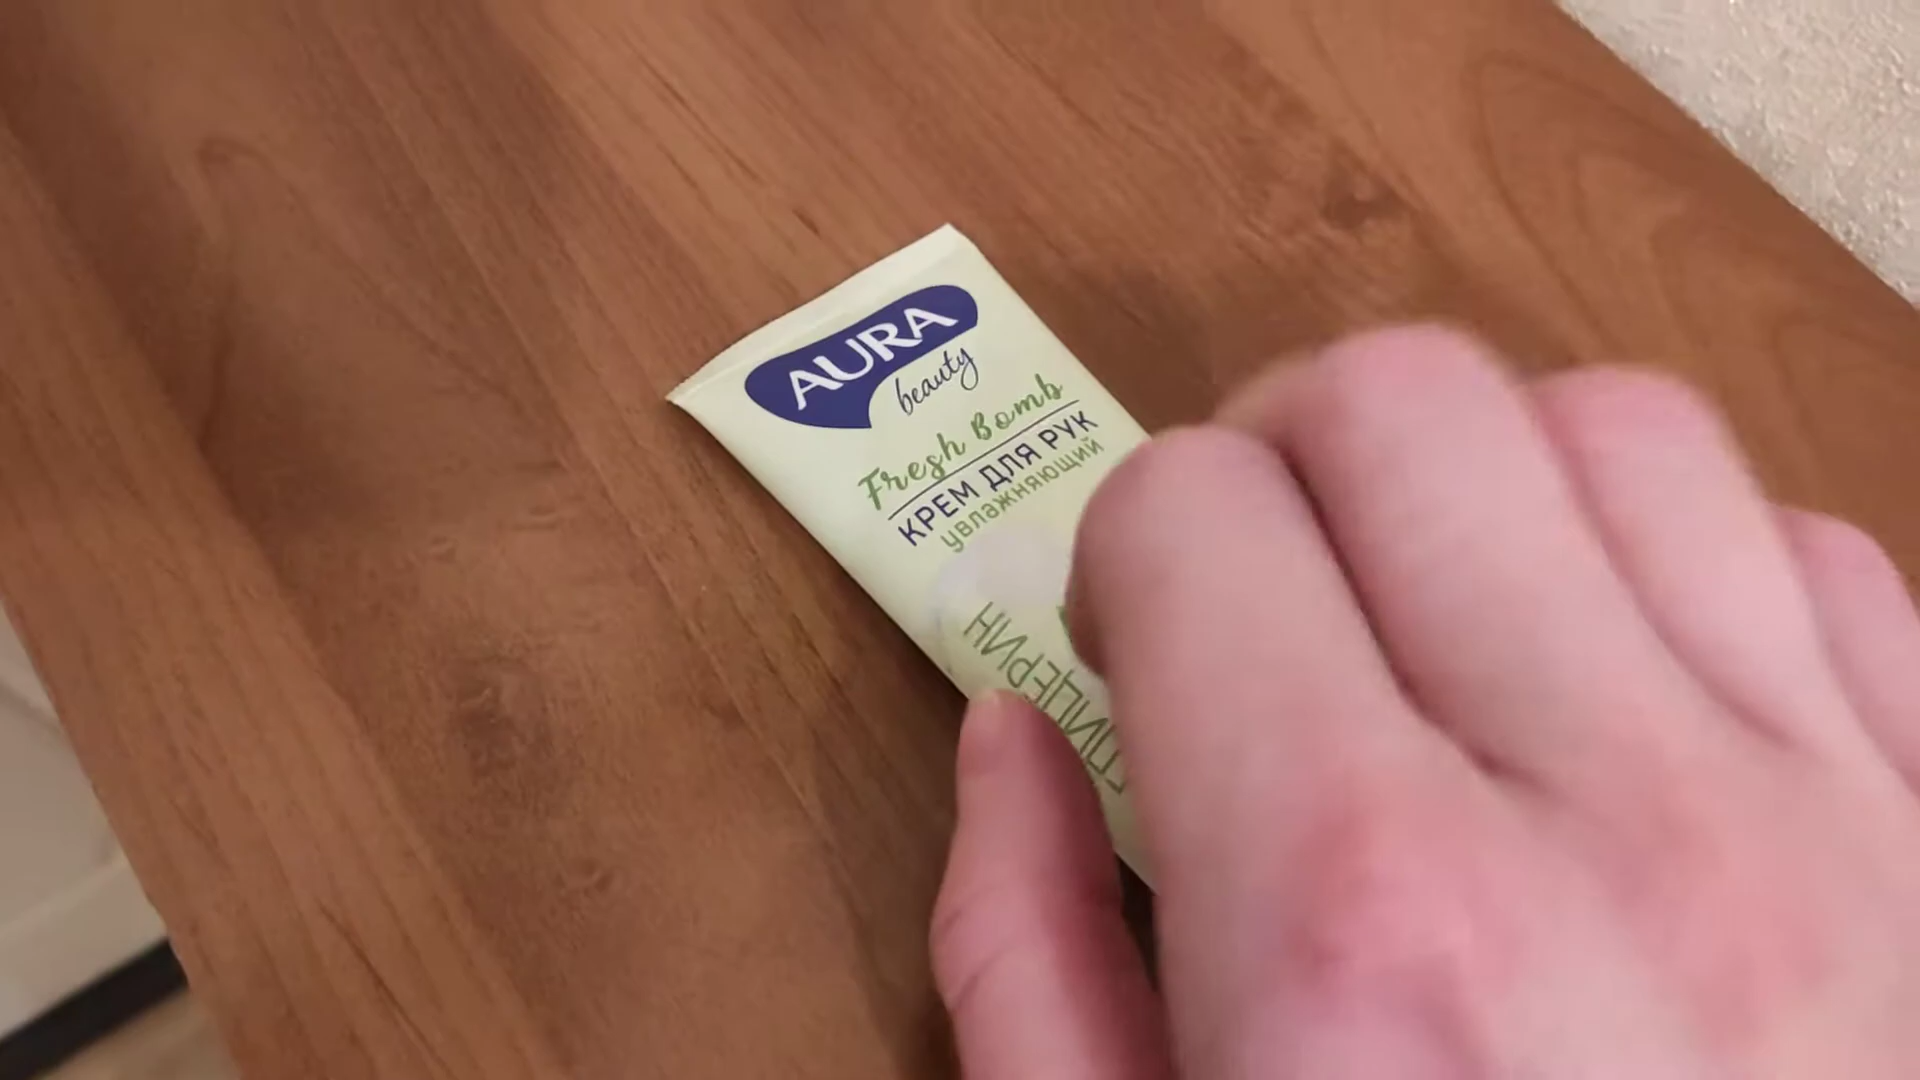 AURA
beauty
Fresh Bomb
КРЕМ ДЛЯ РУК
увлажняющий